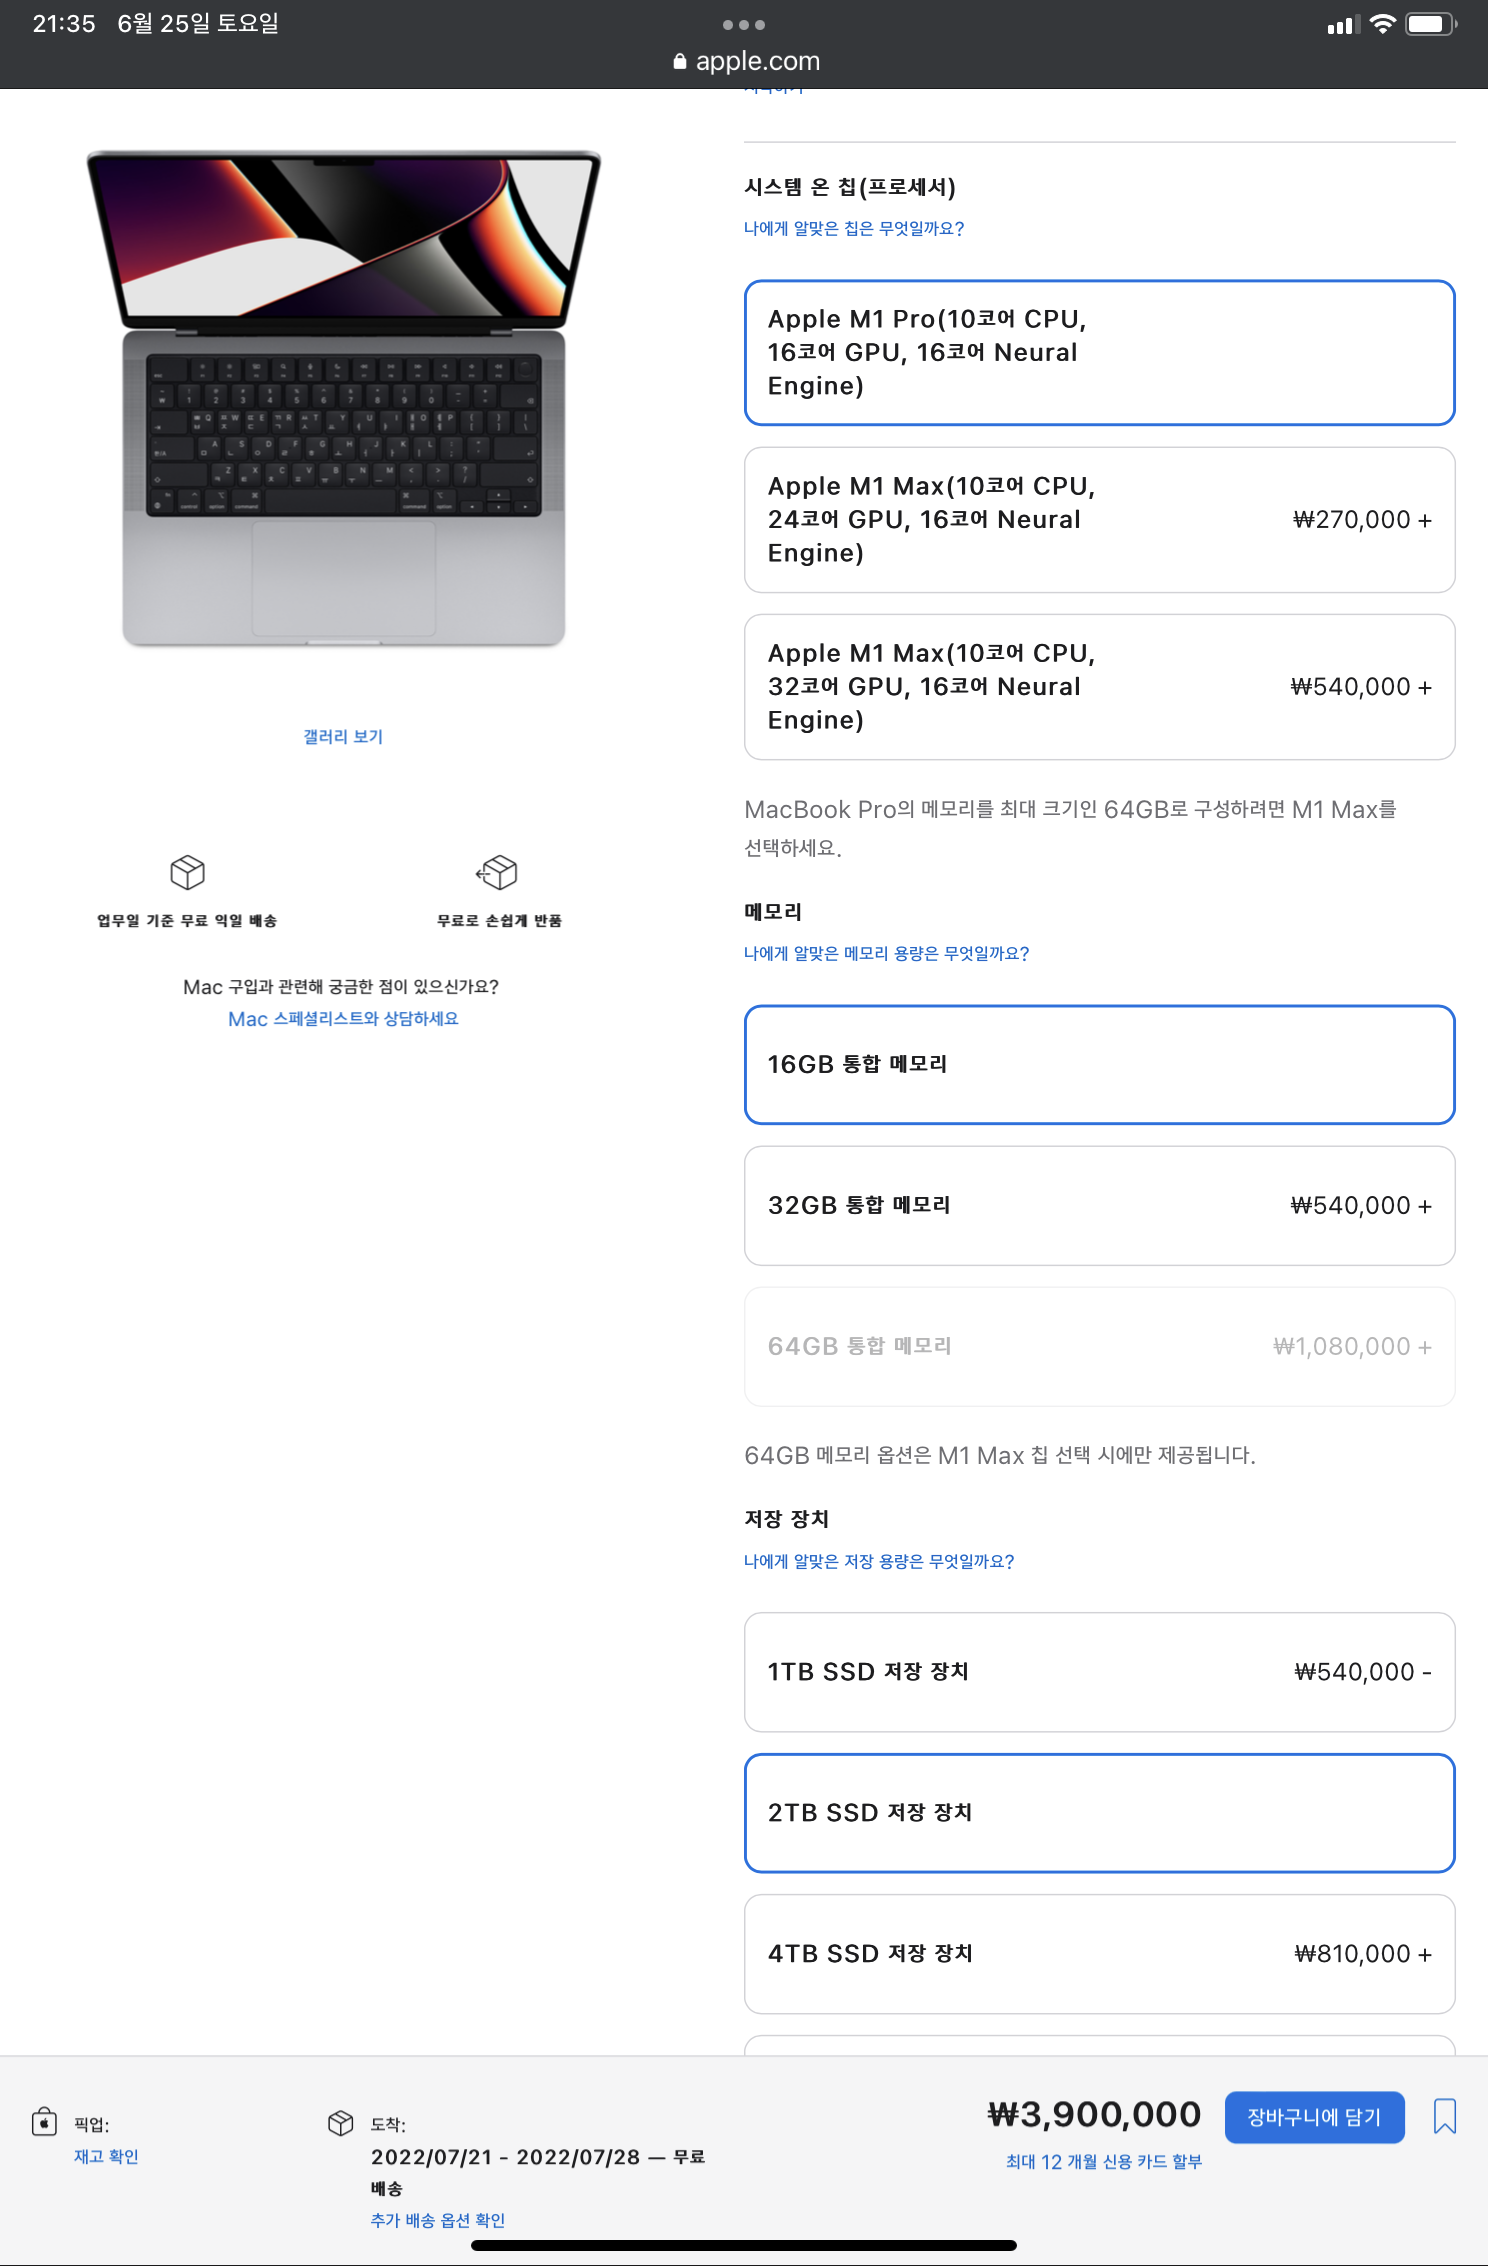 21:35 6월 25일 토요일
apple.com
시스템 온 칩(프로세서)
나에게 알맞은 칩은 무엇일까요?
Apple M1 Pro(10코어 CPU,
16코어 GPU, 16코어 Neural
Engine)
Apple M1 Max(10코어 CPU,
24코어 GPU, 16코어 Neural
Engine)
₩270,000 +
Apple M1 Max(10코어 CPU,
32코어 GPU, 16코어 Neural
Engine)
₩540,000 +
MacBook Pro의 메모리를 최대 크기인 64GB로 구성하려면 M1 Max를
선택하세요.
갤러리 보기
업무일 기준 무료 익일 배송
무료로 손쉽게 반품
Mac 구입과 관련해 궁금한 점이 있으신가요?
Mac 스페셜리스트와 상담하세요
메모리
나에게 알맞은 메모리 용량은 무엇일까요?
16GB 통합 메모리
32GB 통합 메모리 ₩540,000 +
64GB 통합 메모리 ₩1,080,000 +
64GB 메모리 옵션은 M1 Max 칩 선택 시에만 제공됩니다.
저장 장치
나에게 알맞은 저장 용량은 무엇일까요?
1TB SSD 저장 장치 ₩540,000 -
2TB SSD 저장 장치
4TB SSD 저장 장치 ₩810,000 +
픽업:
재고 확인
도착:
2022/07/21 – 2022/07/28 — 무료
배송
추가 배송 옵션 확인
₩3,900,000
최대 12 개월 신용 카드 할부
장바구니에 담기